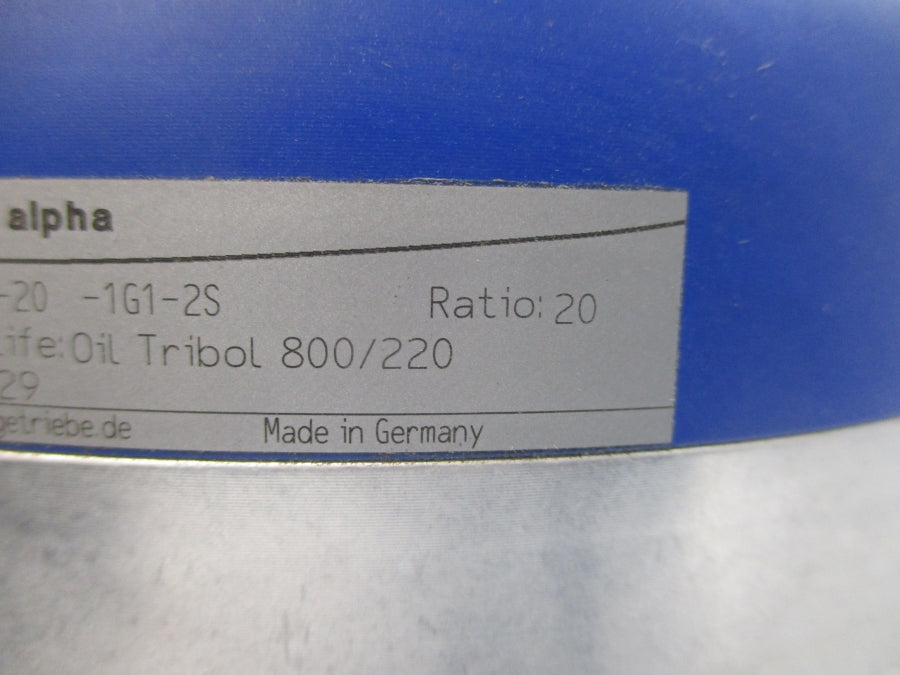 alpha
-20 -1G1-2S Ratio: 20
ife: Oil Tribol 800/220
29
getriebe.de Made in Germany